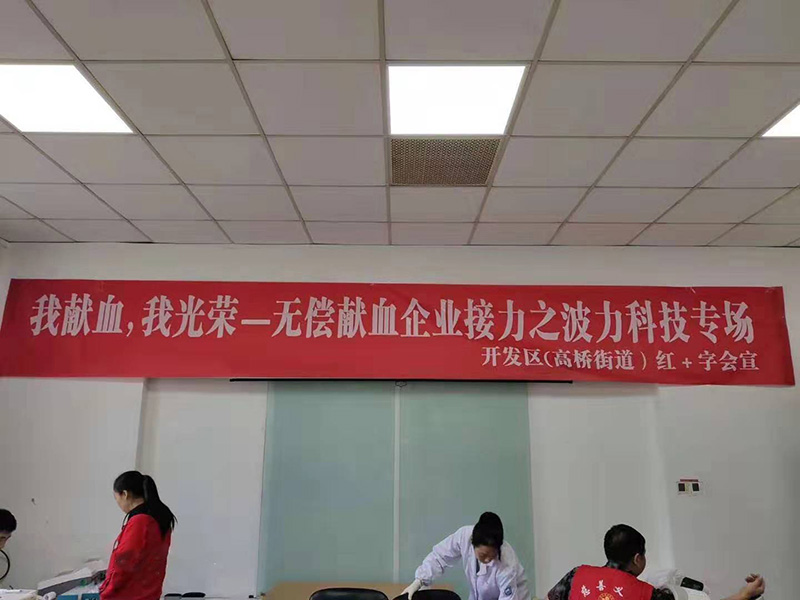 我献血，我光荣—无偿献血企业接力之波力科技专场
开发区(高桥街道)红+字会宣